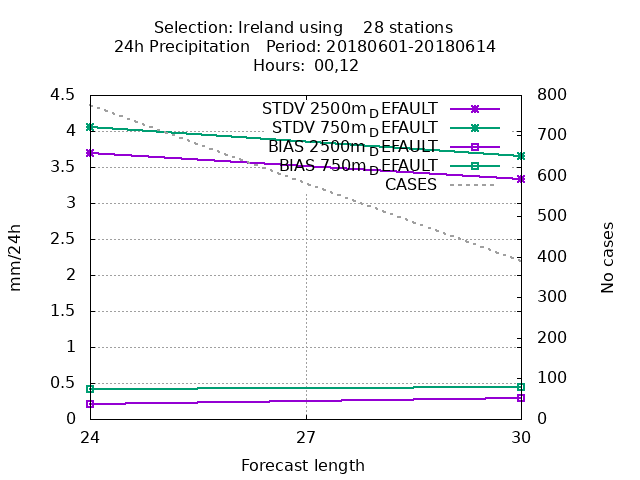 Selection: Ireland using    28 stations
24h Precipitation   Period: 20180601-20180614
Hours:  00,12
4.5
4
3.5
3
2.5
2
1.5
1
0.5
0
800
700
600
500
400
300
200
100
0
STDV 2500m_DEFAULT
STDV 750m_DEFAULT
BIAS 2500m_DEFAULT
BIAS 750m_DEFAULT
CASES
mm/24h
No cases
24 27 30
Forecast length